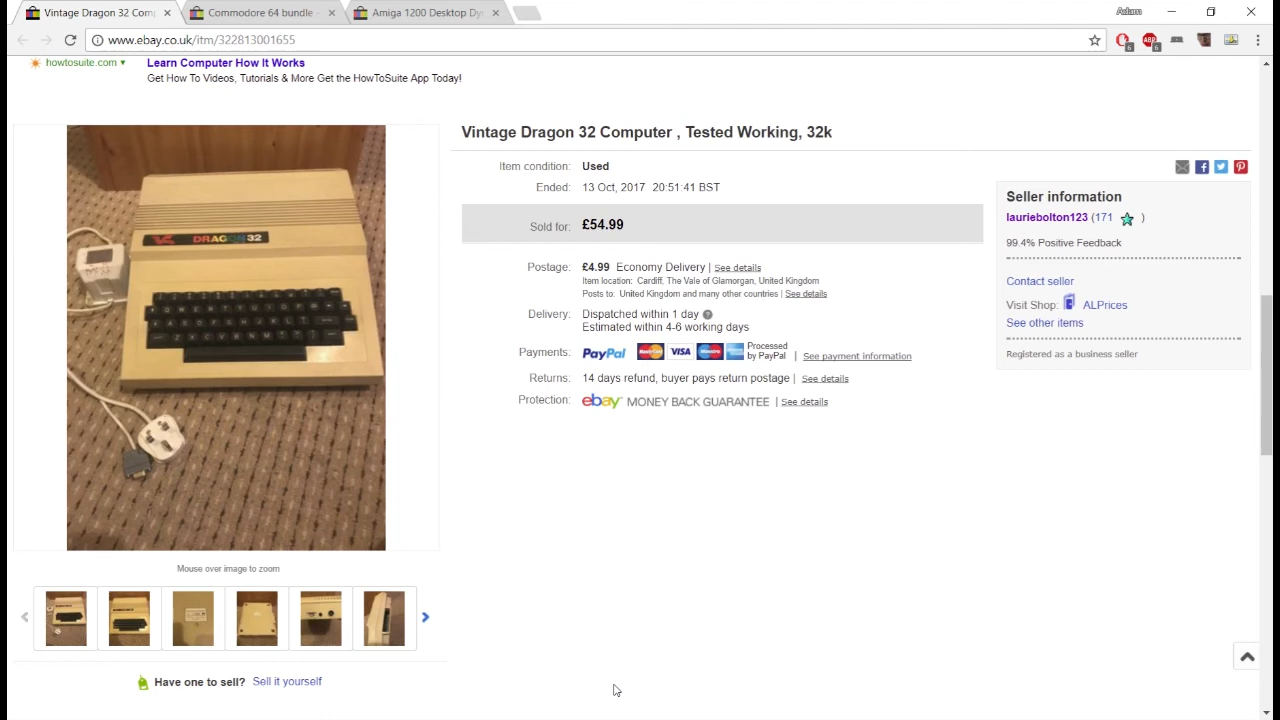 Vintage Dragon 32 Com
Commodore 64 bundle
Amiga 1200 Desktop Dy
Adam
www.ebay.co.uk/itm/322813001655
howtosuite.com
Learn Computer How It Works
Get How To Videos, Tutorials & More Get the HowToSuite App Today!
DRAGON 32
Vintage Dragon 32 Computer , Tested Working, 32k
Item condition: Used
Ended: 13 Oct, 2017 20:51:41 BST
Sold for: £54.99
Postage: £4.99 Economy Delivery | See details
Item location: Cardiff, The Vale of Glamorgan, United Kingdom
Posts to: United Kingdom and many other countries | See details
Delivery: Dispatched within 1 day
Estimated within 4-6 working days
Payments: PayPal MasterCard VISA Maestro Processed by PayPal | See payment information
Returns: 14 days refund, buyer pays return postage | See details
Protection: ebay MONEY BACK GUARANTEE | See details
Seller information
lauriebolton123 (171 )
99.4% Positive Feedback
Contact seller
Visit Shop: ALPrices
See other items
Registered as a business seller
Mouse over image to zoom
Have one to sell? Sell it yourself